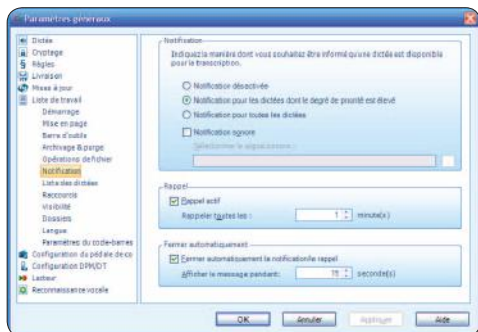 Paramètres généraux
Dictée
Cryptage
Règles
Livraison
Mises à jour
Liste de travail
Démarrage
Mise en page
Barre d'outils
Archivage & purge
Opérations de fichier
Notification
Liste des dictées
Raccourcis
Visibilité
Dossiers
Langue
Paramètres du code-barres
Configuration du pédale de co
Configuration DPM/DT
Lecteur
Reconnaissance vocale
Notification
Indiquez la manière dont vous souhaitez être informé qu'une dictée est disponible
pour la transcription.
Notification désactivée
Notification pour les dictées dont le degré de priorité est élevé
Notification pour toutes les dictées
Notification sonore
Sélectionner le signal sonore :
Rappel
Rappel actif
Rappeler toutes les : 1 minute(s)
Fermer automatiquement
Fermer automatiquement la notification/le rappel
Afficher le message pendant: 15 seconde(s)
OK Annuler Appliquer Aide